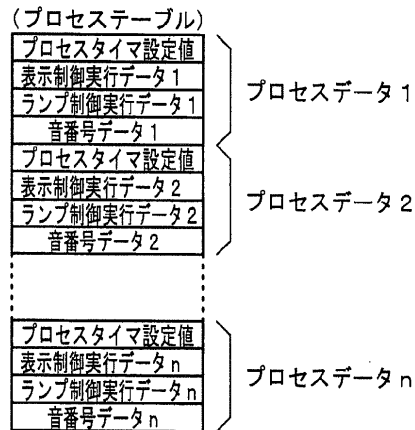 (プロセステーブル)
プロセスタイマ設定値
表示制御実行データ1
ランプ制御実行データ1
音番号データ1
プロセスデータ1
プロセスタイマ設定値
表示制御実行データ2
ランプ制御実行データ2
音番号データ2
プロセスデータ2
プロセスタイマ設定値
表示制御実行データn
ランプ制御実行データn
音番号データn
プロセスデータn